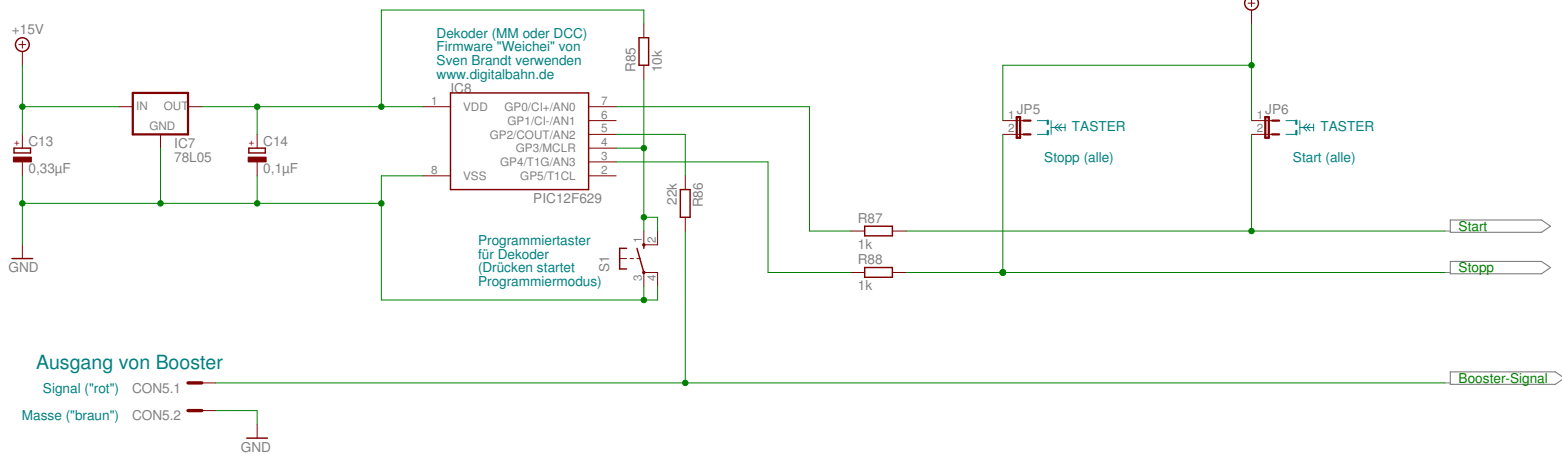 +15V
C13
0,33µF
GND
IN
OUT
GND
IC7
78L05
C14
0,1µF
Dekoder (MM oder DCC)
Firmware "Weichei" von
Sven Brandt verwenden
www.digitalbahn.de
IC8
1
VDD
8
VSS
GP0/CI+/AN0
7
GP1/CI-/AN1
6
GP2/COUT/AN2
5
GP3/MCLR
4
GP4/T1G/AN3
3
GP5/T1CL
2
PIC12F629
R85
10k
22k
R86
Programmiertaster
für Dekoder
(Drücken startet
Programmiermodus)
S1
1
2
3
4
JP5
1
2
TASTER
Stopp (alle)
JP6
1
2
TASTER
Start (alle)
R87
1k
R88
1k
Start
Stopp
Booster-Signal
Ausgang von Booster
Signal ("rot")
CON5.1
Masse ("braun")
CON5.2
GND